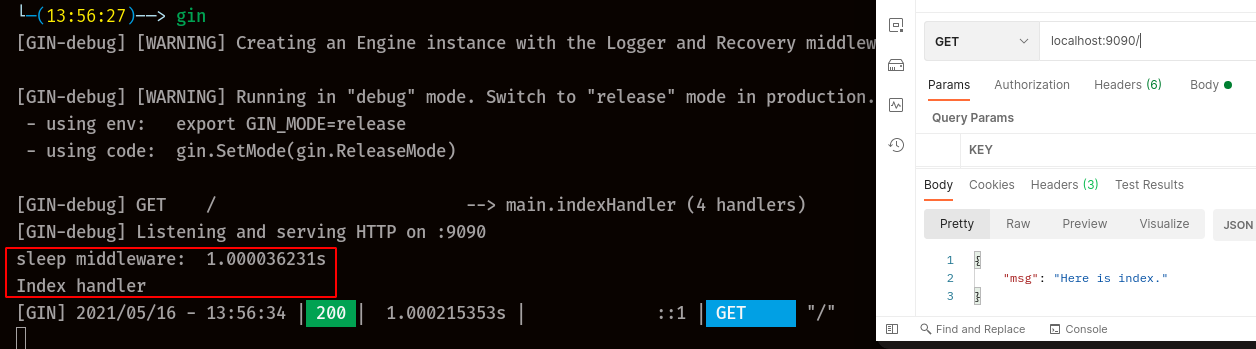 └─(13:56:27)──> gin
[GIN-debug] [WARNING] Creating an Engine instance with the Logger and Recovery middlew
[GIN-debug] [WARNING] Running in "debug" mode. Switch to "release" mode in production.
 - using env:   export GIN_MODE=release
 - using code:  gin.SetMode(gin.ReleaseMode)
[GIN-debug] GET    /                         --> main.indexHandler (4 handlers)
[GIN-debug] Listening and serving HTTP on :9090
sleep middleware:  1.000036231s
Index handler
[GIN] 2021/05/16 - 13:56:34 | 200 |  1.000215353s |             ::1 | GET      "/"
GET localhost:9090/
Params Authorization Headers (6) Body
Query Params
KEY
Body Cookies Headers (3) Test Results
Pretty Raw Preview Visualize JSON
1 {
2     "msg": "Here is index."
3 }
Find and Replace Console